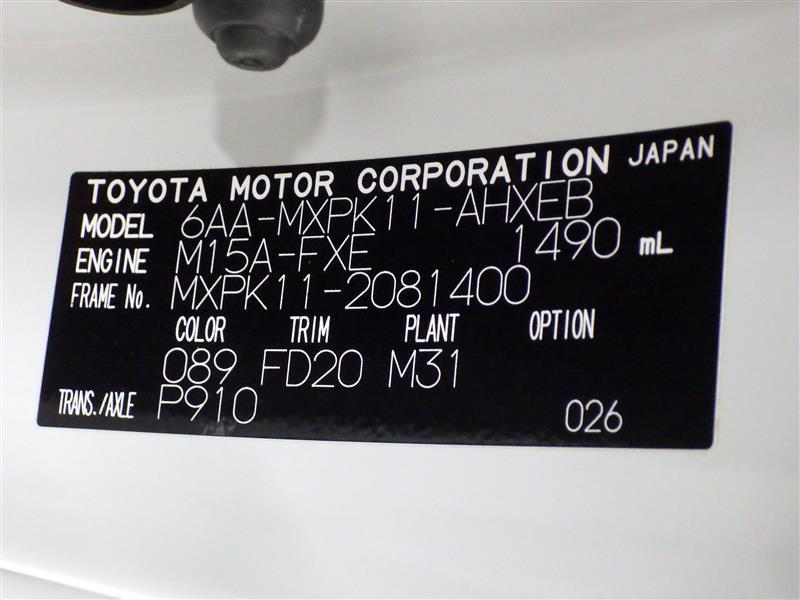 TOYOTA MOTOR CORPORATION JAPAN
MODEL 6AA-MXPK11-AHXEB
ENGINE M15A-FXE 1490 mL
FRAME No. MXPK11-2081400
COLOR TRIM PLANT OPTION
089 FD20 M31
TRANS./AXLE P910 026